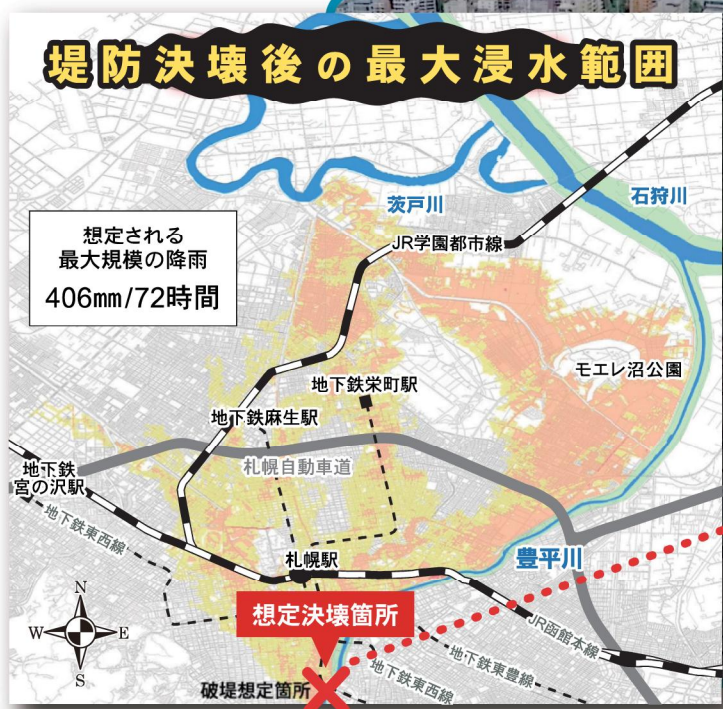 堤防決壊後の最大浸水範囲
石狩川
茨戸川
想定される
最大規模の降雨
406mm/72時間
JR学園都市線
モエレ沼公園
地下鉄栄町駅
地下鉄麻生駅
札幌自動車道
地下鉄
宮の沢駅
地下鉄東西線
札幌駅
豊平川
想定決壊箇所
JR函館本線
地下鉄東豊線
地下鉄東西線
破堤想定箇所
N
W
E
S